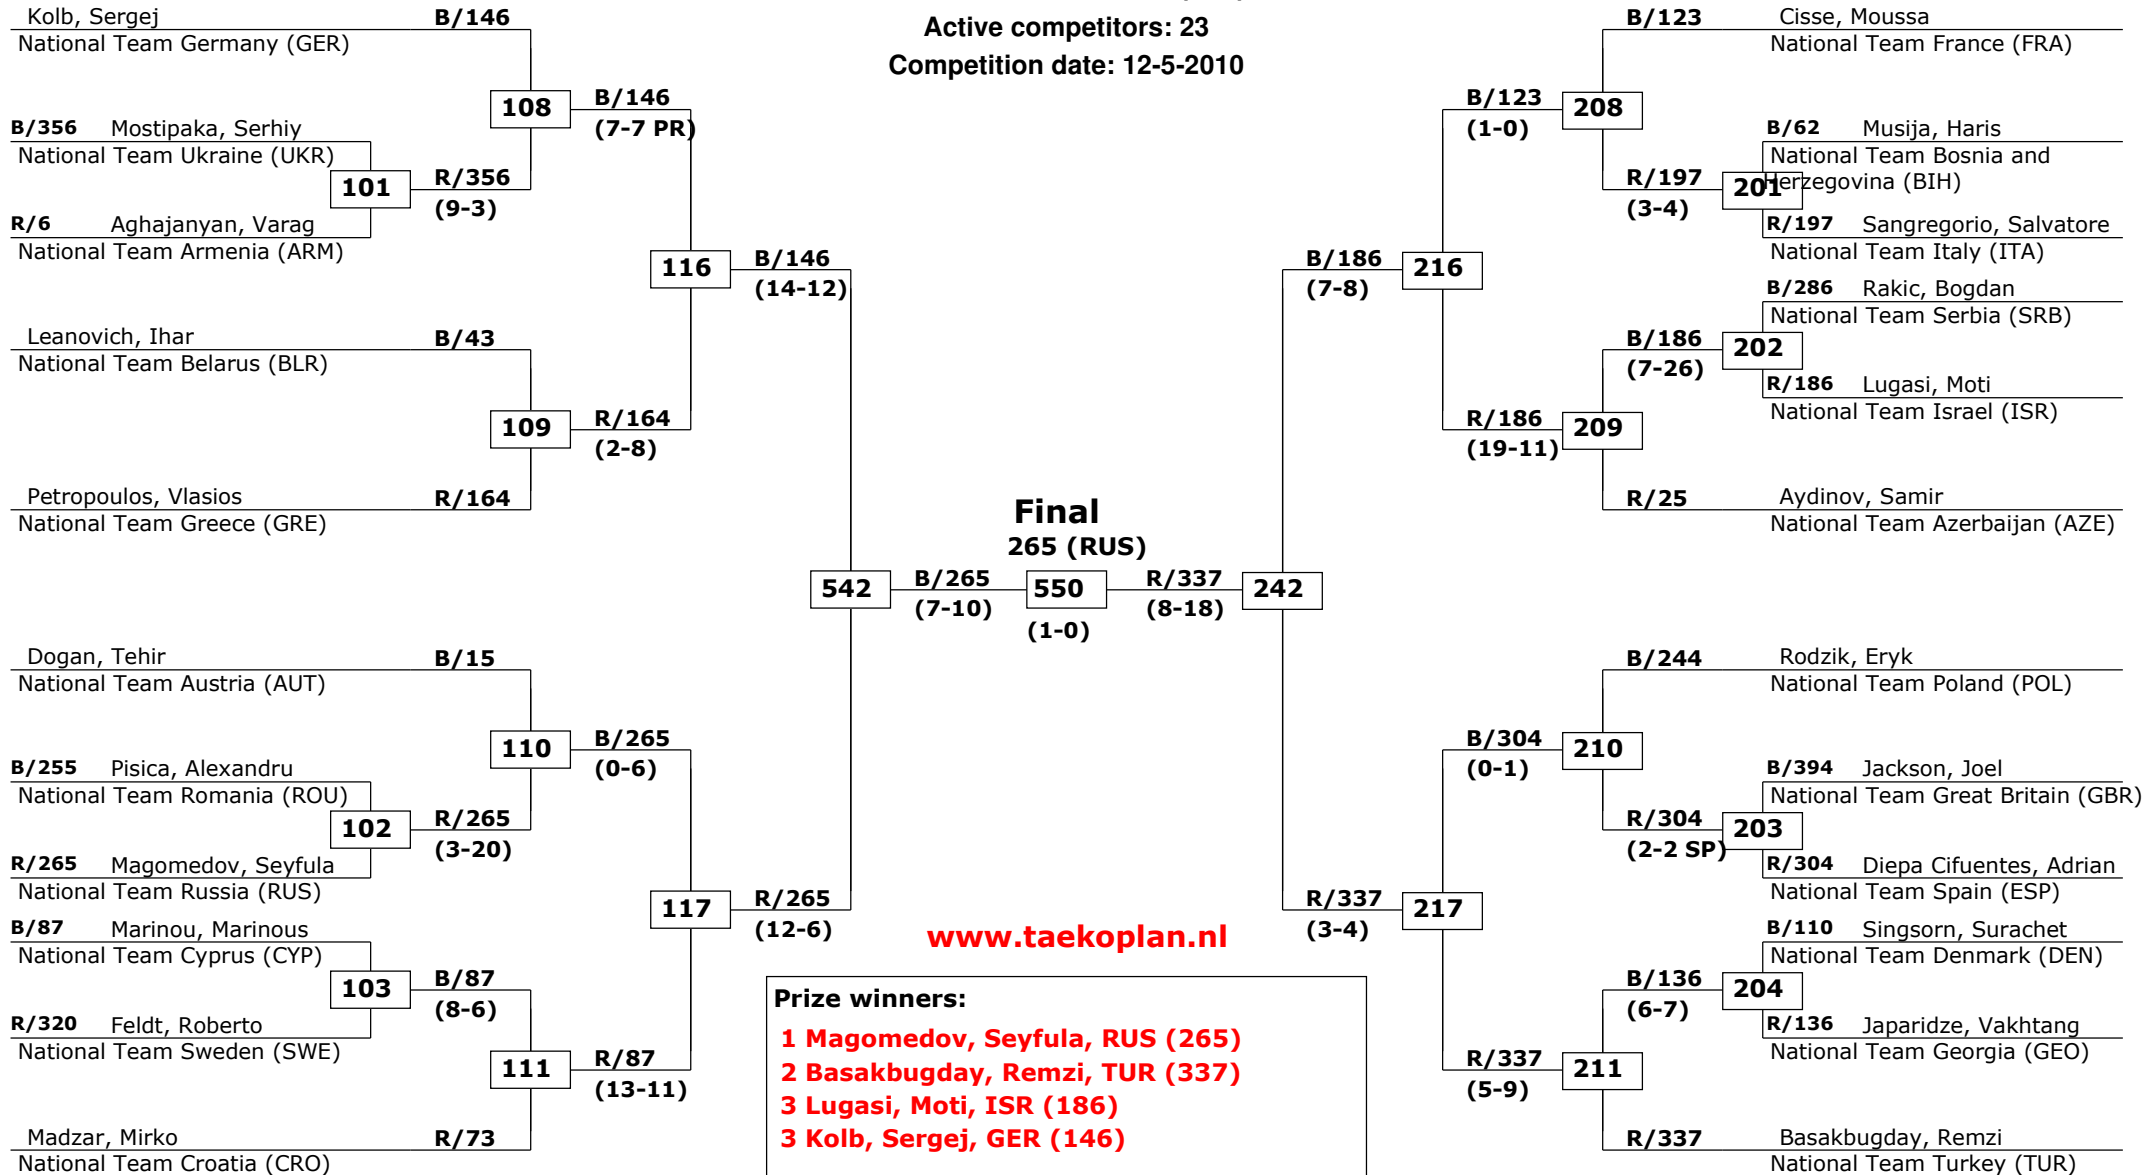 Active competitors: 23
Competition date: 12-5-2010
Kolb, Sergej B/146
National Team Germany (GER)
108
B/146
(7-7 PR)
B/356 Mostipaka, Serhiy
National Team Ukraine (UKR)
101
R/356
(9-3)
R/6 Aghajanyan, Varag
National Team Armenia (ARM)
116
B/146
(14-12)
Leanovich, Ihar B/43
National Team Belarus (BLR)
109
R/164
(2-8)
Petropoulos, Vlasios R/164
National Team Greece (GRE)
542
B/265
(7-10)
Dogan, Tehir B/15
National Team Austria (AUT)
110
B/265
(0-6)
B/255 Pisica, Alexandru
National Team Romania (ROU)
102
R/265
(3-20)
R/265 Magomedov, Seyfula
National Team Russia (RUS)
117
R/265
(12-6)
B/87 Marinou, Marinous
National Team Cyprus (CYP)
103
B/87
(8-6)
R/320 Feldt, Roberto
National Team Sweden (SWE)
111
R/87
(13-11)
Madzar, Mirko R/73
National Team Croatia (CRO)
Final
265 (RUS)
550
(1-0)
R/337
(8-18)
242
B/123 Cisse, Moussa
National Team France (FRA)
B/123
(1-0)
208
B/62 Musija, Haris
National Team Bosnia and
Herzegovina (BIH)
R/197
(3-4)
201
R/197 Sangregorio, Salvatore
National Team Italy (ITA)
B/186
(7-8)
216
B/286 Rakic, Bogdan
National Team Serbia (SRB)
B/186
(7-26)
202
R/186 Lugasi, Moti
National Team Israel (ISR)
R/186
(19-11)
209
R/25 Aydinov, Samir
National Team Azerbaijan (AZE)
B/244 Rodzik, Eryk
National Team Poland (POL)
B/304
(0-1)
210
B/394 Jackson, Joel
National Team Great Britain (GBR)
R/304
(2-2 SP)
203
R/304 Diepa Cifuentes, Adrian
National Team Spain (ESP)
R/337
(3-4)
217
B/110 Singsorn, Surachet
National Team Denmark (DEN)
B/136
(6-7)
204
R/136 Japaridze, Vakhtang
National Team Georgia (GEO)
R/337
(5-9)
211
R/337 Basakbugday, Remzi
National Team Turkey (TUR)
www.taekoplan.nl
Prize winners:
1 Magomedov, Seyfula, RUS (265)
2 Basakbugday, Remzi, TUR (337)
3 Lugasi, Moti, ISR (186)
3 Kolb, Sergej, GER (146)